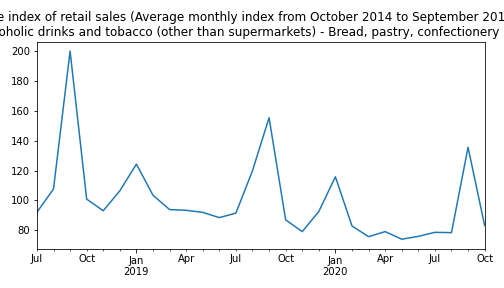 index of retail sales (Average monthly index from October 2014 to September
drinks and tobacco (other than supermarkets) - Bread, pastry, confectionery
200
180
160
140
120
100
80
Jul Oct Jan Apr Jul Oct Jan Apr Jul Oct
2019 2020